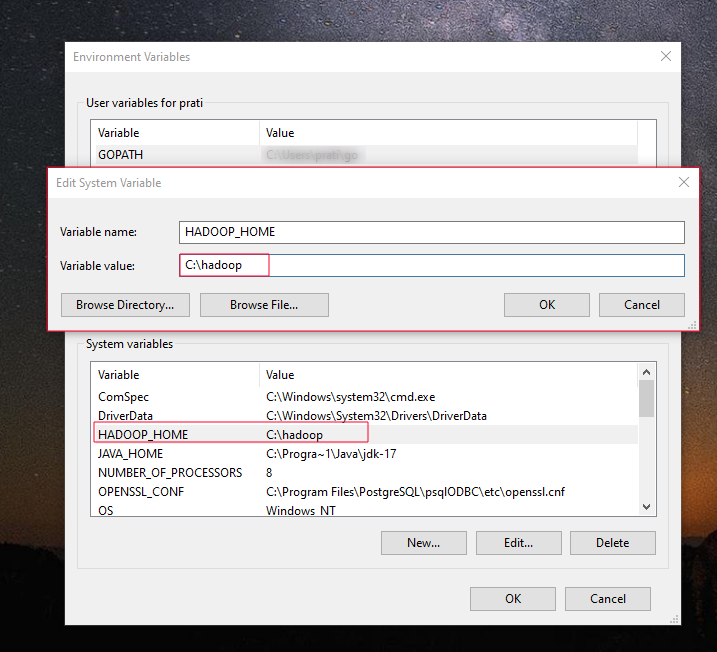 Environment Variables
User variables for prati
Variable Value
GOPATH C:\Users\prati\go
Edit System Variable
Variable name: HADOOP_HOME
Variable value: C:\hadoop
Browse Directory... Browse File... OK Cancel
System variables
Variable Value
ComSpec C:\Windows\system32\cmd.exe
DriverData C:\Windows\System32\Drivers\DriverData
HADOOP_HOME C:\hadoop
JAVA_HOME C:\Progra~1\Java\jdk-17
NUMBER_OF_PROCESSORS 8
OPENSSL_CONF C:\Program Files\PostgreSQL\psqlODBC\etc\openssl.cnf
OS Windows_NT
New... Edit... Delete
OK Cancel